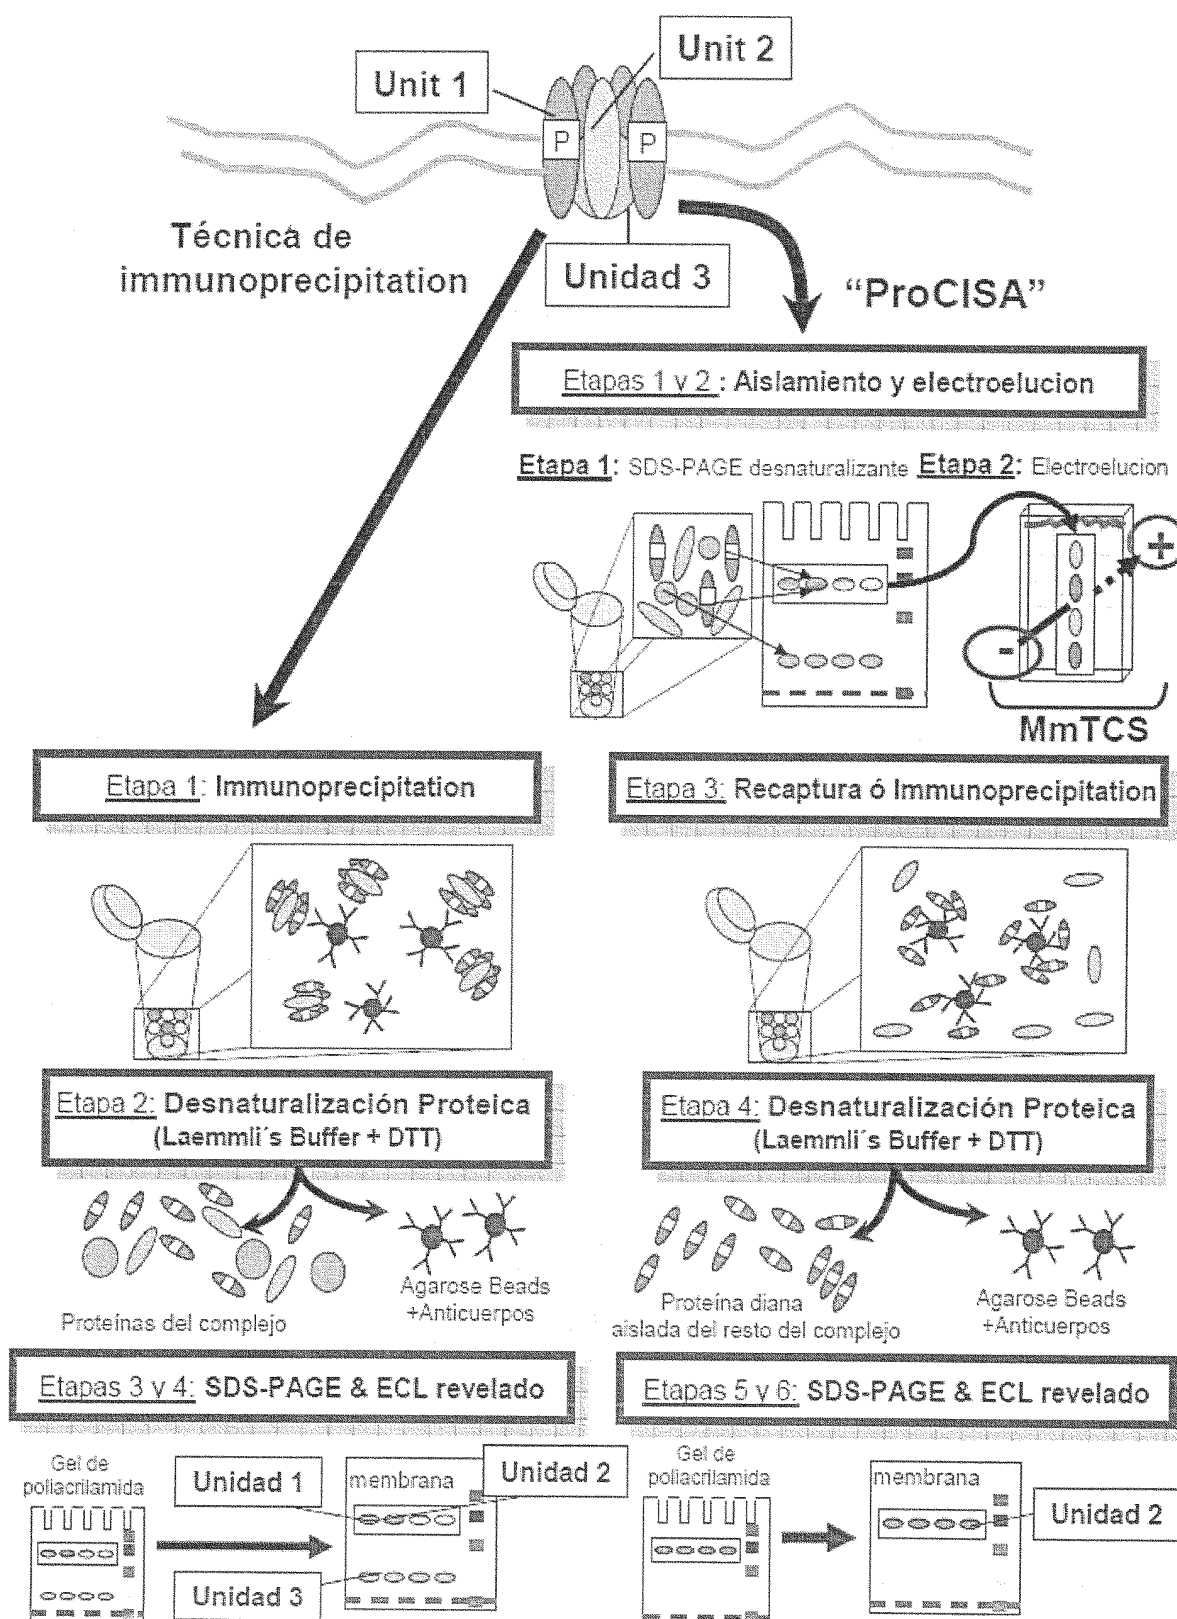 Unit 2
Unit 1
P
P
Técnica de
immunoprecipitation
Unidad 3
“ProCISA”
Etapas 1 y 2 : Aislamiento y electroelucion
Etapa 1: SDS-PAGE desnaturalizante Etapa 2: Electroelucion
+
-
MmTCS
Etapa 1: Immunoprecipitation
Etapa 3: Recaptura ó Immunoprecipitation
Etapa 2: Desnaturalización Proteica
(Laemmli´s Buffer + DTT)
Etapa 4: Desnaturalización Proteica
(Laemmli´s Buffer + DTT)
Proteínas del complejo
Agarose Beads
+Anticuerpos
Proteína diana
aislada del resto del complejo
Agarose Beads
+Anticuerpos
Etapas 3 y 4: SDS-PAGE & ECL revelado
Etapas 5 y 6: SDS-PAGE & ECL revelado
Gel de
poliacrilamida
Unidad 1
membrana
Unidad 2
Unidad 3
Gel de
poliacrilamida
membrana
Unidad 2